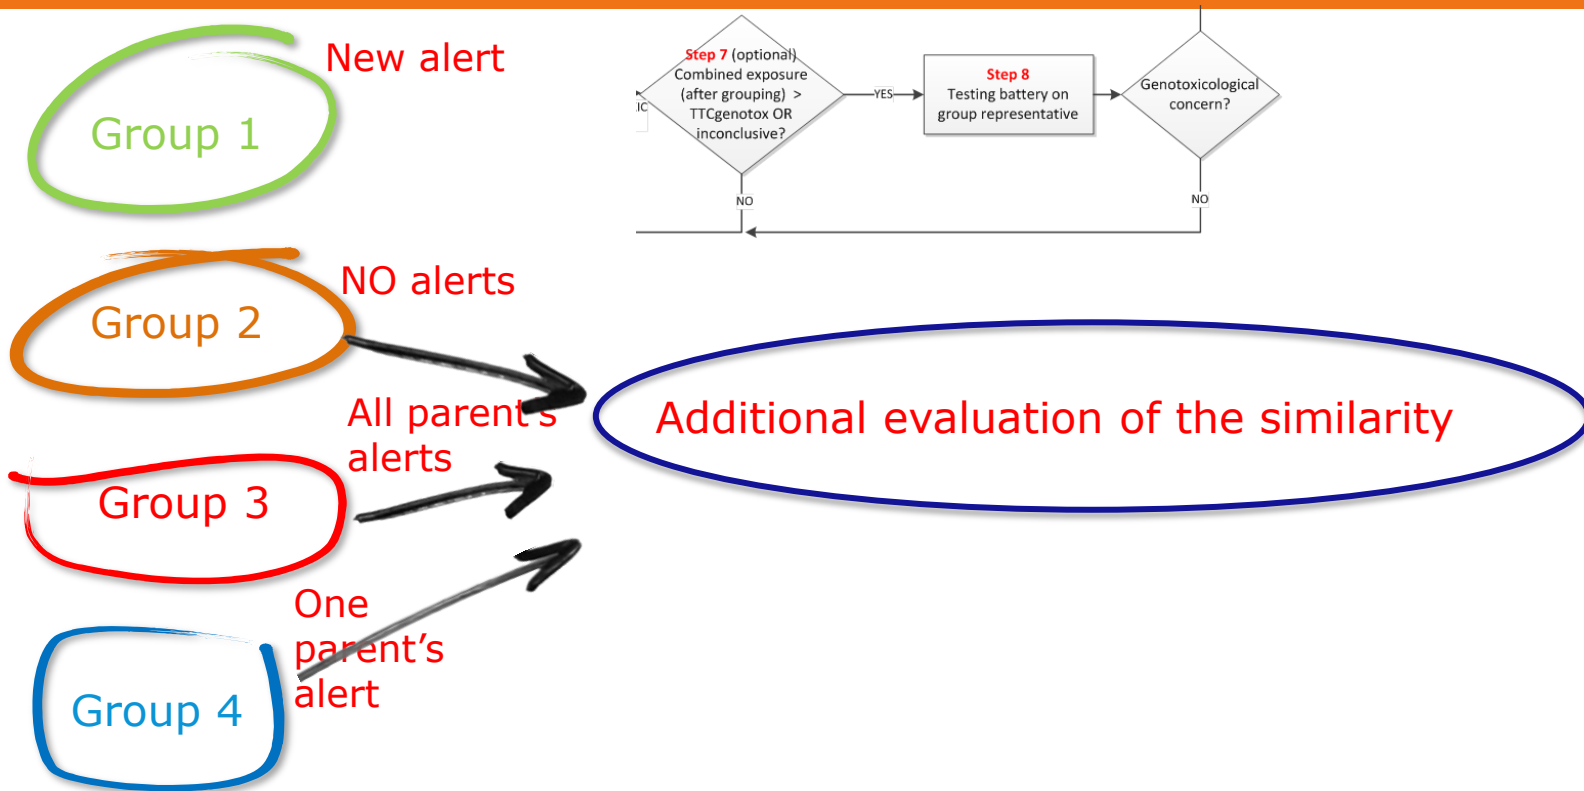 New alert
Group 1
Step 7 (optional)
Combined exposure
(after grouping) >
TTCgenotox OR
inconclusive?
YES
Step 8
Testing battery on
group representative
Genotoxicological
concern?
NO
NO
IC
NO alerts
Group 2
All parent's
alerts
Additional evaluation of the similarity
Group 3
One
parent’s
alert
Group 4